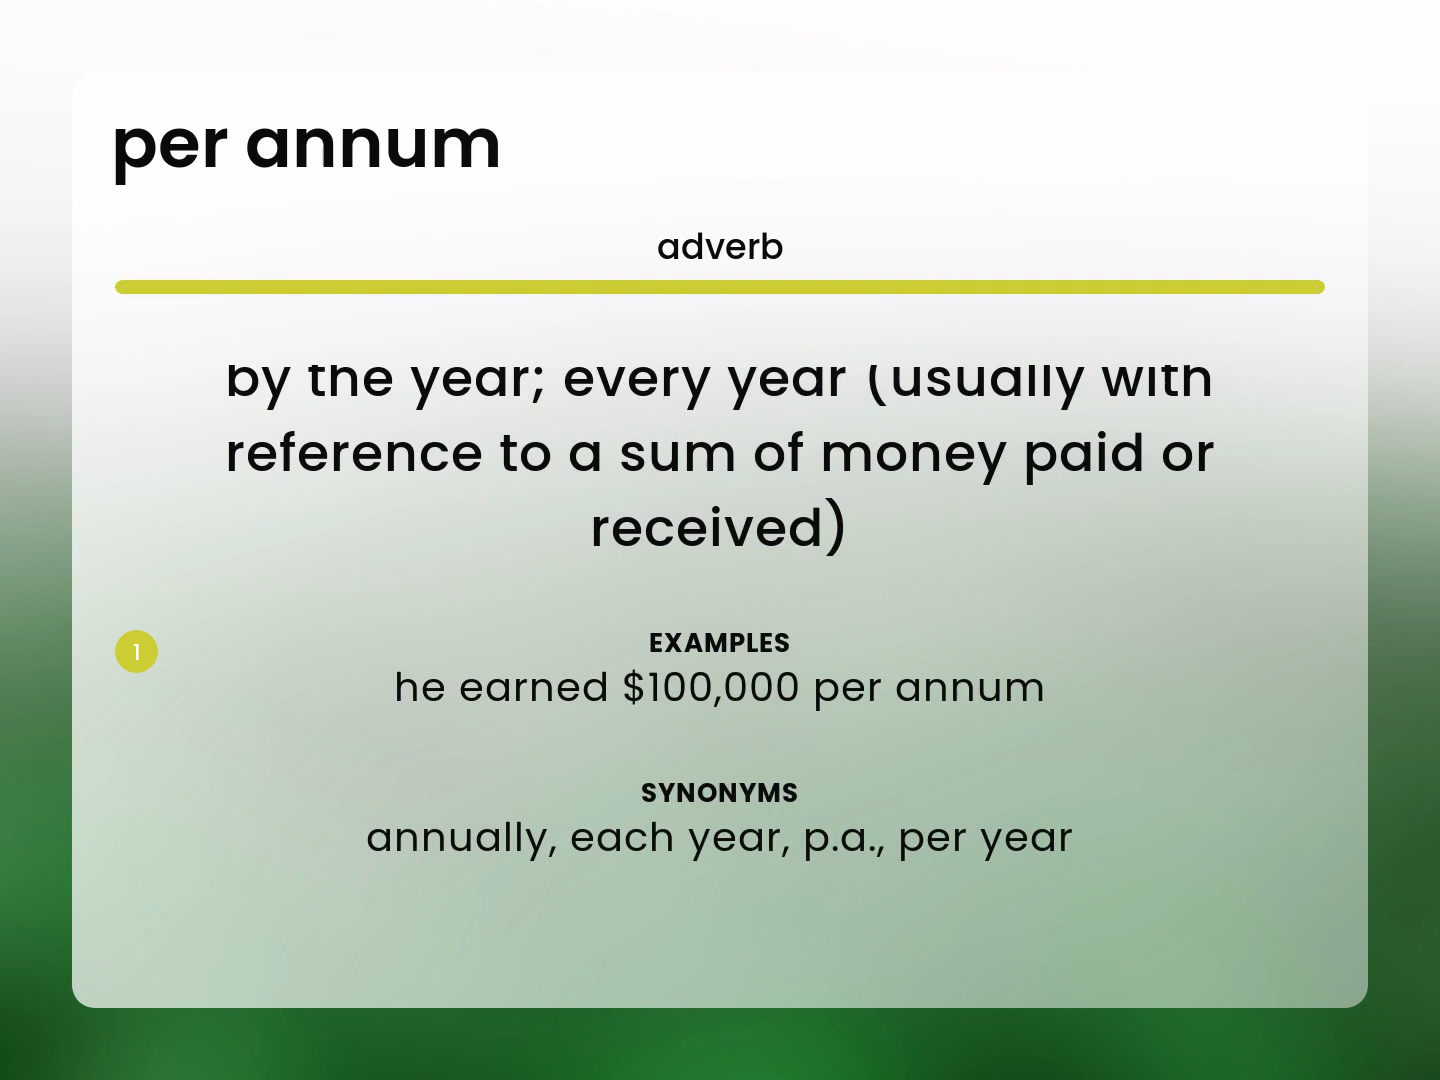 per annum
adverb
by the year; every year (usually with
reference to a sum of money paid or
received)
1
EXAMPLES
he earned $100,000 per annum
SYNONYMS
annually, each year, p.a., per year